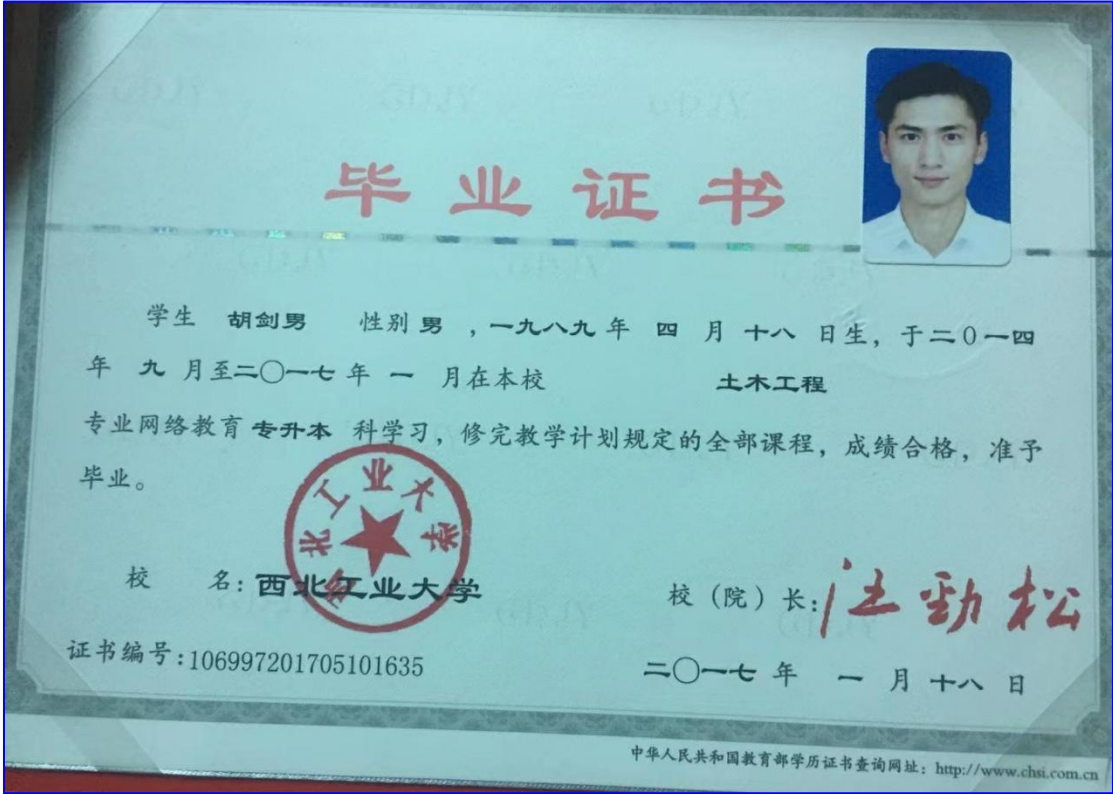 毕业证书
学生 胡剑男 性别 男 ,一九八九 年 四 月 十八 日生，于二0一四
年 九 月至二〇一七 年 一 月在本校 土木工程
专业网络教育 专升本 科学习，修完教学计划规定的全部课程，成绩合格，准予
毕业。
西北工业大学
校 名: 西北工业大学
校（院）长: 汪劲松
证书编号:106997201705101635
二〇一七 年 一 月 十八 日
中华人民共和国教育部学历证书查询网址：http://www.chsi.com.cn